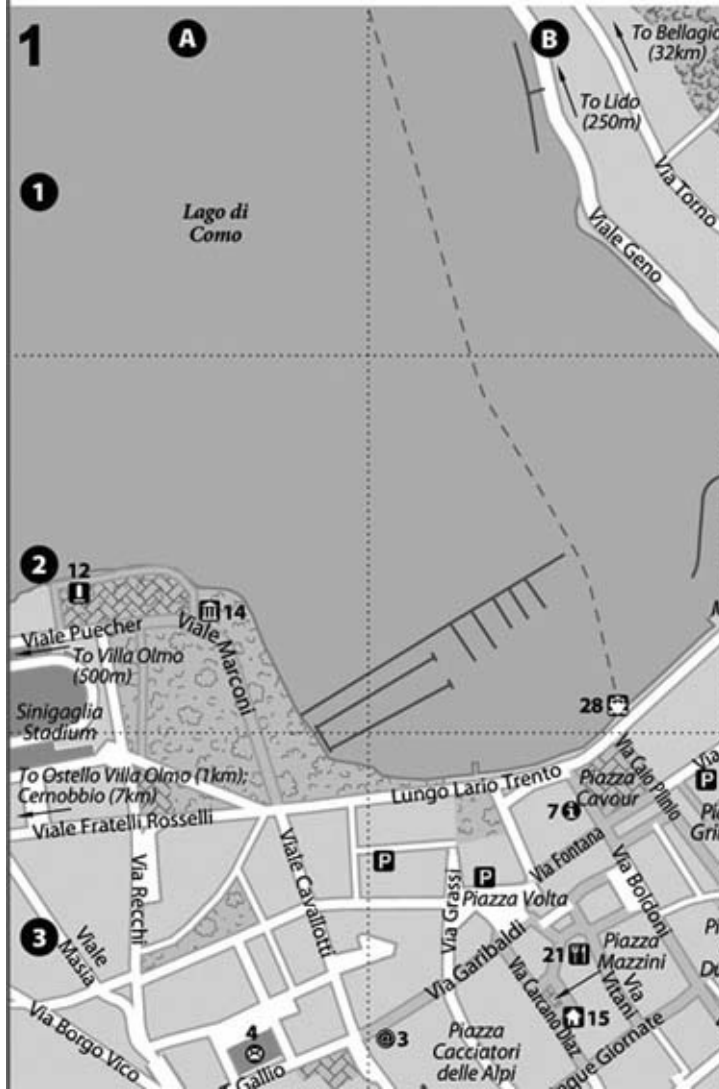 1
A
B
To Bellagio
(32km)
To Lido
(250m)
1
Lago di
Como
Via Torno
Viale Geno
2
12
14
Viale Puecher
Viale Marconi
To Villa Olmo
(500m)
Sinigaglia
Stadium
28
To Ostello Villa Olmo (1km);
Cernobbio (7km)
Lungo Lario Trento
Piazza
Cavour
Via Caio Plinio
P
7
Viale Fratelli Rosselli
Via Fontana
Via Boldoni
P
P
Piazza Volta
Via Recchi
Viale Cavallotti
Via Grassi
3
Viale
Masia
Via Garibaldi
21
Piazza
Mazzini
Via
Vitani
Via Carcano Diaz
15
Via Borgo Vico
4
@ 3
Piazza
Cacciatori
delle Alpi
Gallio
que Giornate